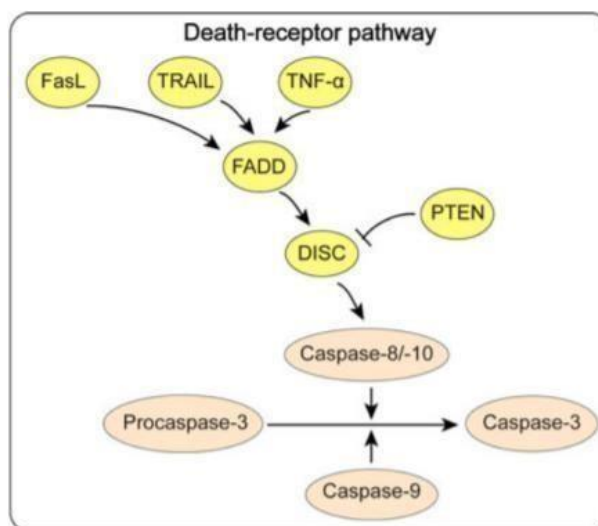 Death-receptor pathway
FasL
TRAIL
TNF-α
FADD
PTEN
DISC
Caspase-8/-10
Procaspase-3
Caspase-3
Caspase-9